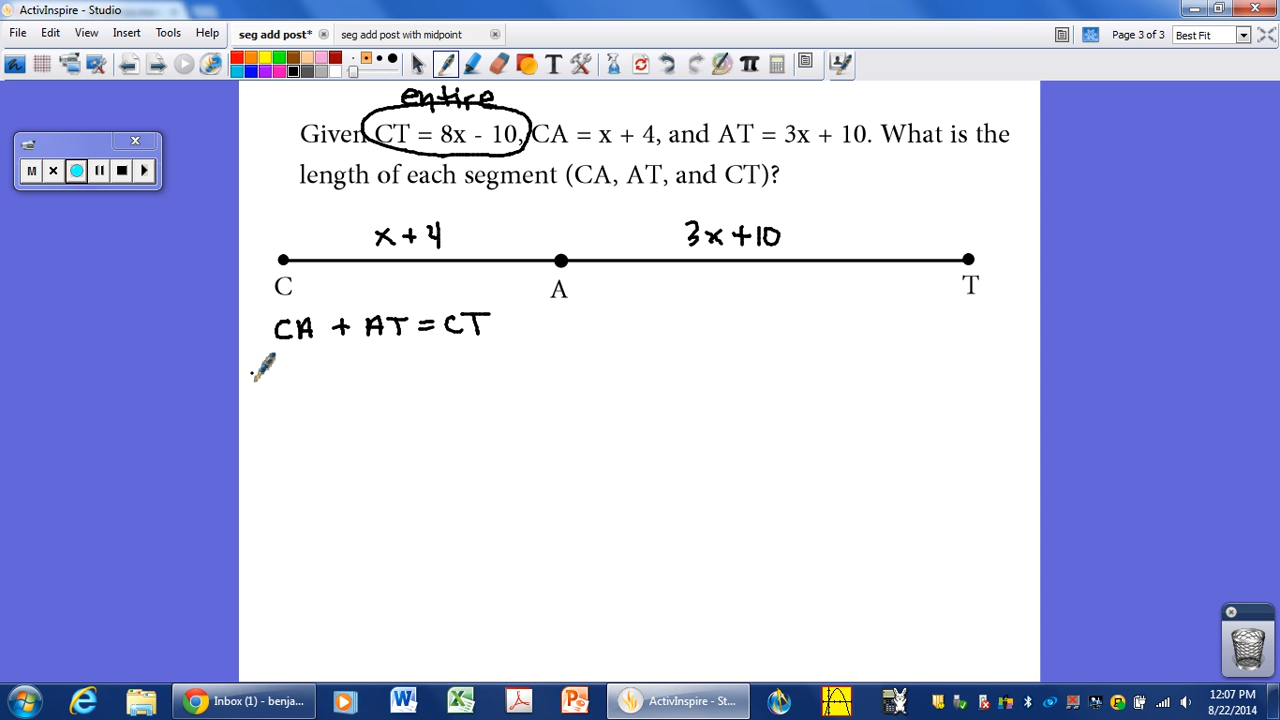 ActivInspire - Studio
File Edit View Insert Tools Help
seg add post*
seg add post with midpoint
Page 3 of 3
Best Fit
M
entire
Given CT = 8x - 10, CA = x + 4, and AT = 3x + 10. What is the
length of each segment (CA, AT, and CT)?
x + 4
3x + 10
C
A
T
CA + AT = CT
Inbox (1) - benja...
ActivInspire - St...
12:07 PM
8/22/2014